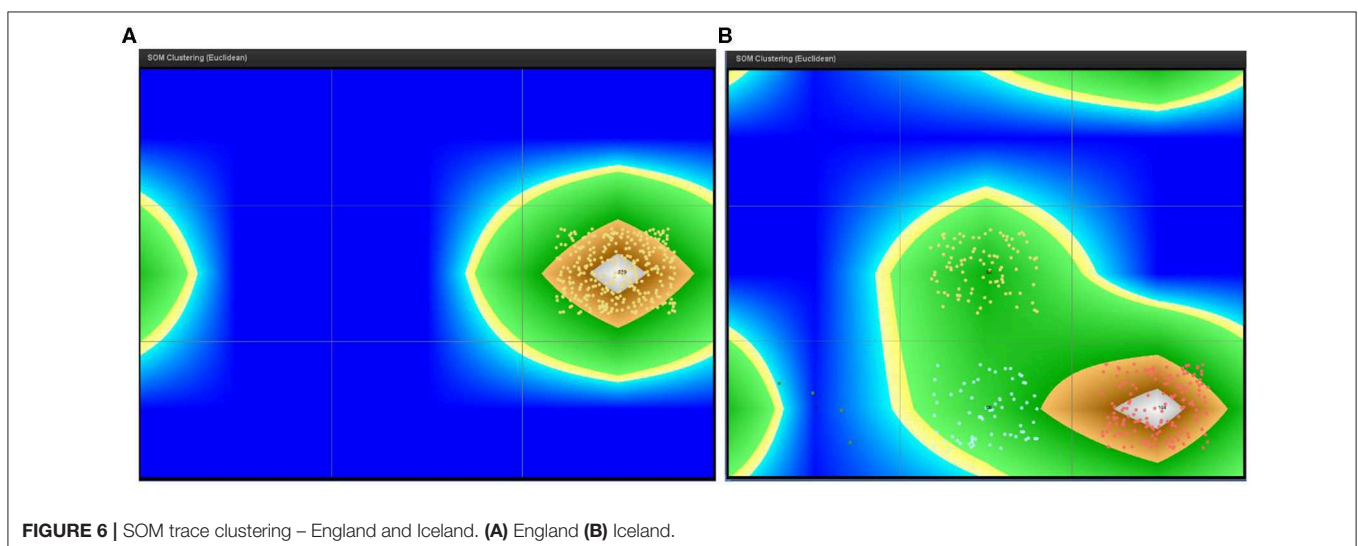 A
B
SOM Clustering (Euclidean)
SOM Clustering (Euclidean)
FIGURE 6 | SOM trace clustering – England and Iceland. (A) England (B) Iceland.